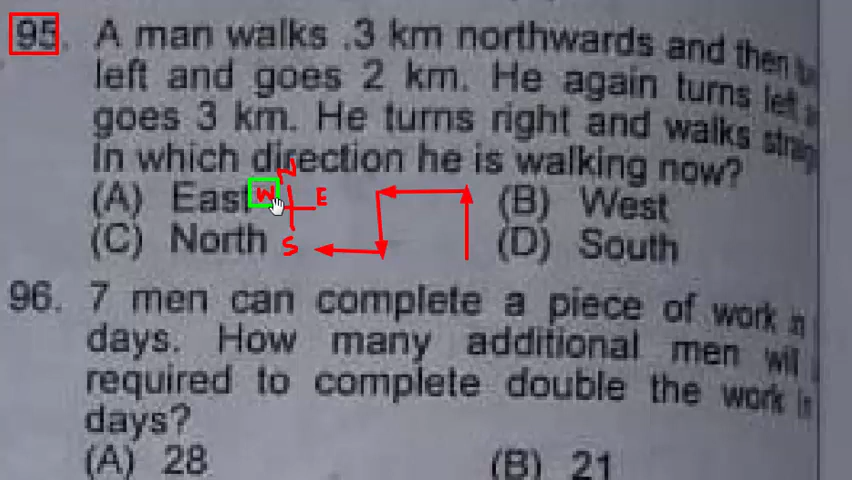 95. A man walks .3 km northwards and then
left and goes 2 km. He again turns left
goes 3 km. He turns right and walks
In which direction he is walking now?
(A) East (B) West
(C) North (D) South
N
W E
S
96. 7 men can complete a piece of work in
days. How many additional men will
required to complete double the work in
days?
(A) 28 (B) 21